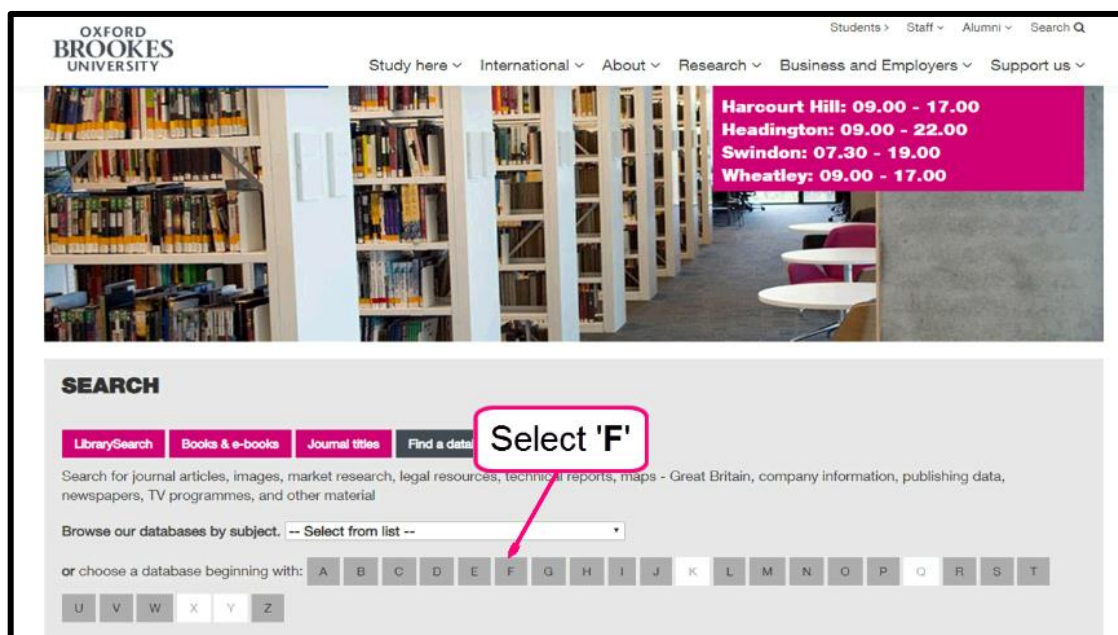 OXFORD
BROOKES
UNIVERSITY
Students Staff Alumni Search
Study here International About Research Business and Employers Support us
Harcourt Hill: 09.00 - 17.00
Headington: 09.00 - 22.00
Swindon: 07.30 - 19.00
Wheatley: 09.00 - 17.00
SEARCH
LibrarySearch Books & e-books Journal titles Find a data
Select 'F'
Search for journal articles, images, market research, legal resources, technical reports, maps - Great Britain, company information, publishing data,
newspapers, TV programmes, and other material
Browse our databases by subject. -- Select from list --
or choose a database beginning with: A B C D E F G H I J K L M N O P Q R S T
U V W X Y Z